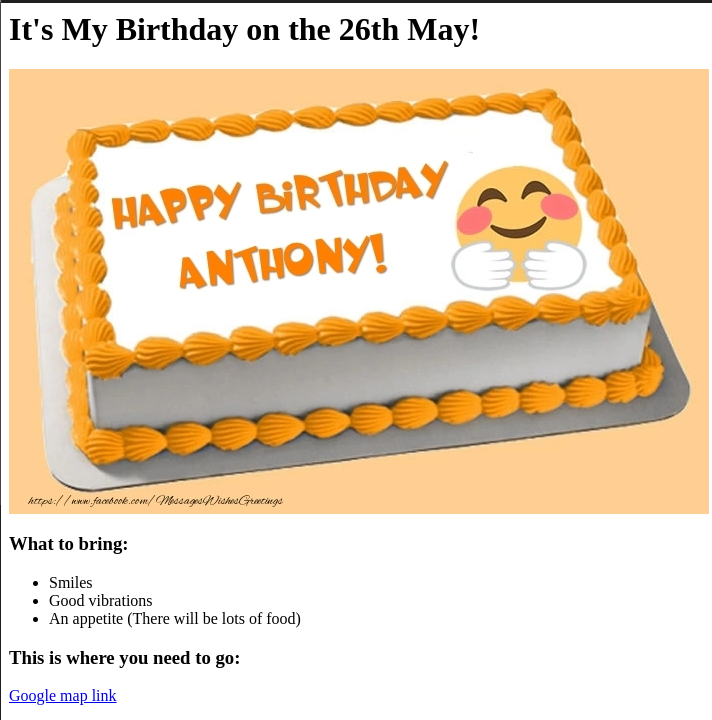 It's My Birthday on the 26th May!
HAPPY BIRTHDAY
ANTHONY!
https://www.facebook.com/MessagesWishesGreetings
What to bring:
Smiles
Good vibrations
An appetite (There will be lots of food)
This is where you need to go:
Google map link